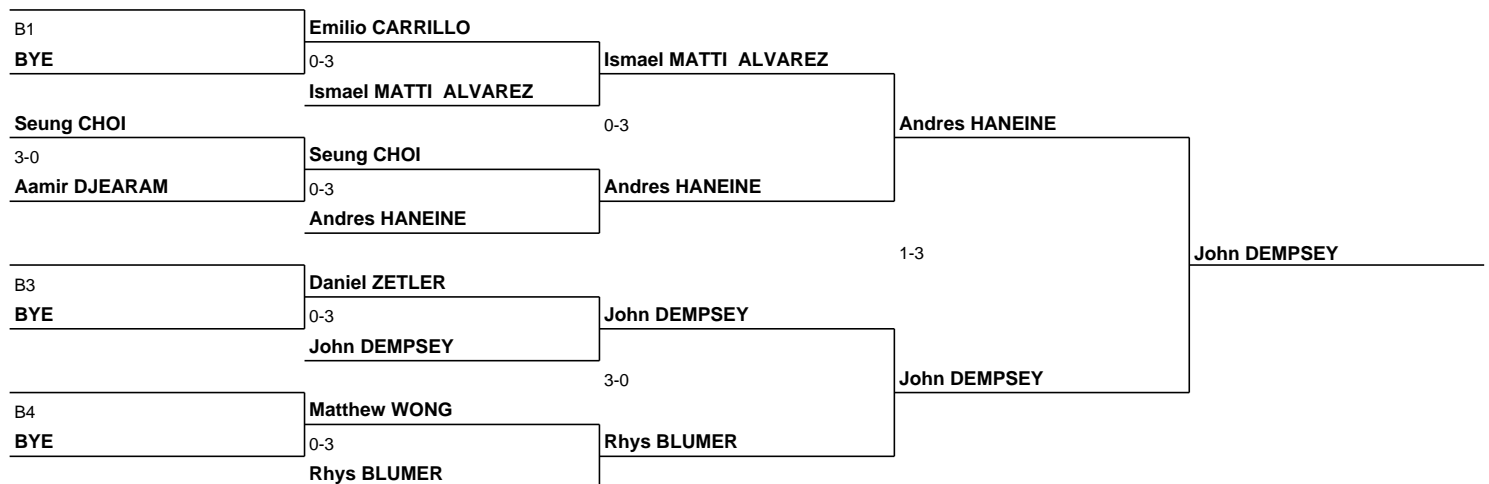 B1
BYE
Emilio CARRILLO
0-3
Ismael MATTI  ALVAREZ
Ismael MATTI  ALVAREZ
Seung CHOI
3-0
Aamir DJEARAM
Seung CHOI
0-3
Andres HANEINE
0-3
Andres HANEINE
Andres HANEINE
B3
BYE
Daniel ZETLER
0-3
John DEMPSEY
John DEMPSEY
B4
BYE
Matthew WONG
0-3
Rhys BLUMER
3-0
Rhys BLUMER
John DEMPSEY
1-3
John DEMPSEY